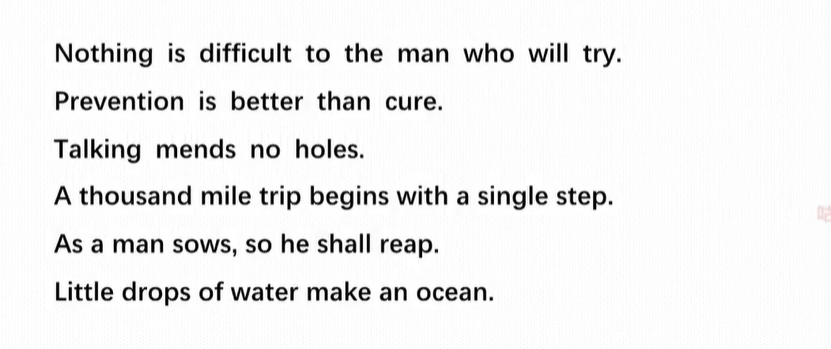 Nothing is difficult to the man who will try.
Prevention is better than cure.
Talking mends no holes.
A thousand mile trip begins with a single step.
As a man sows, so he shall reap.
Little drops of water make an ocean.